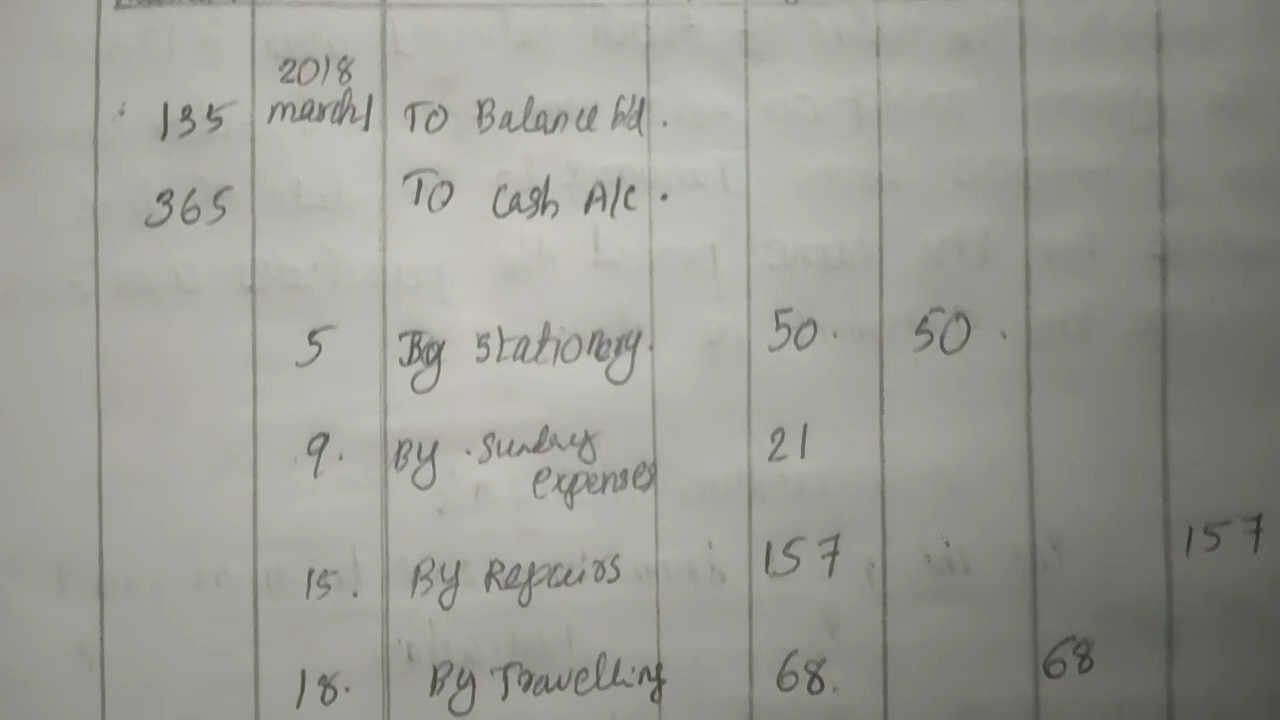 2018
135 march1 TO Balance b/d.
365 TO Cash A/c.
5 By Stationery. 50. 50.
9. By Sundry 21
expenses
15. By Repairs 157 157
18. By Travelling 68. 68